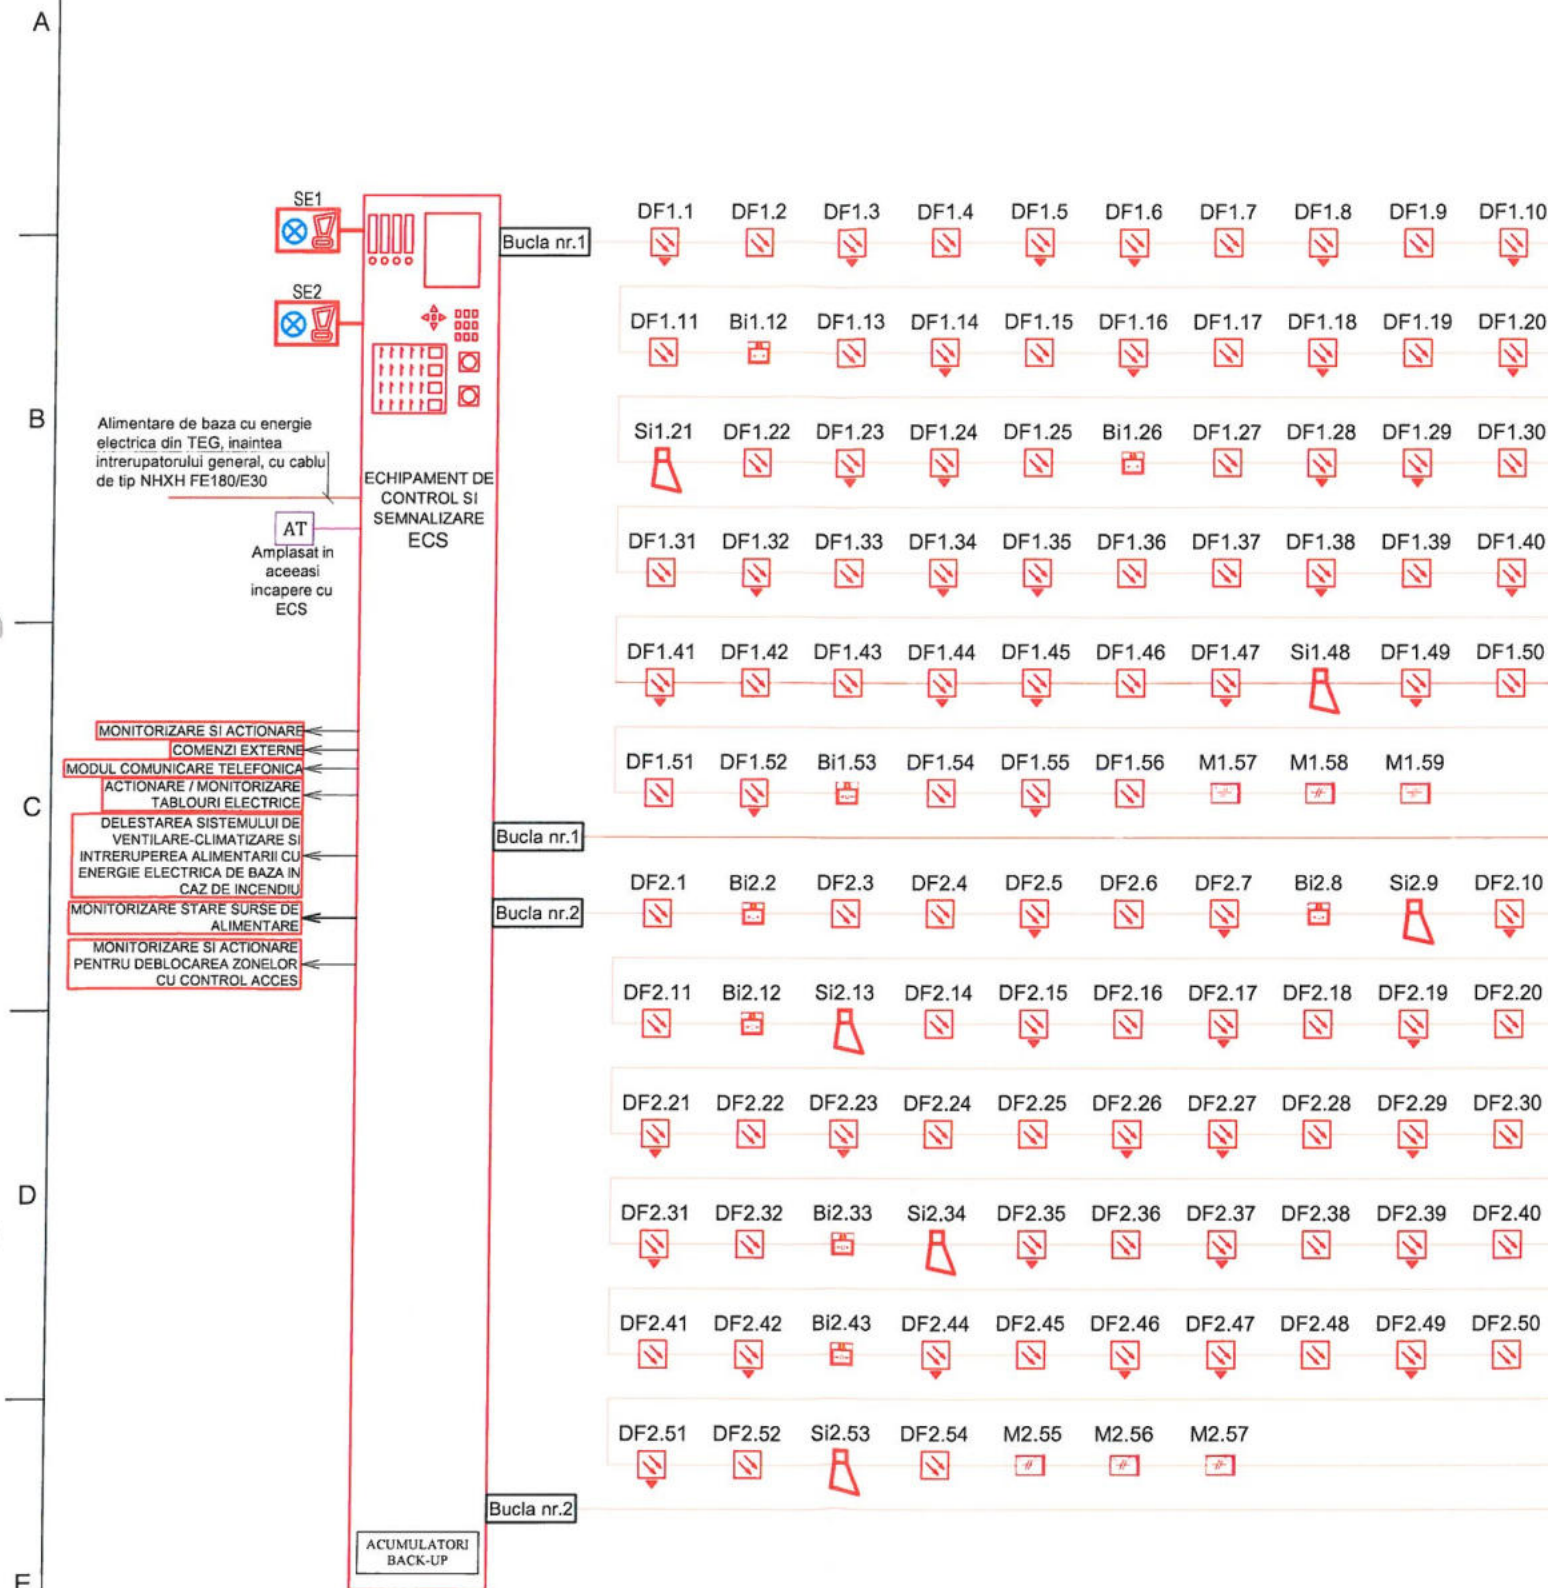 A
SE1
SE2
B
Alimentare de baza cu energie
electrica din TEG, inaintea
intrerupatorului general, cu cablu
de tip NHXH FE180/E30
AT
Amplasat in
aceeasi
incapere cu
ECS
ECHIPAMENT DE
CONTROL SI
SEMNALIZARE
ECS
C
MONITORIZARE SI ACTIONARE
COMENZI EXTERNE
MODUL COMUNICARE TELEFONICA
ACTIONARE / MONITORIZARE
TABLOURI ELECTRICE
DELESTAREA SISTEMULUI DE
VENTILARE-CLIMATIZARE SI
INTRERUPEREA ALIMENTARII CU
ENERGIE ELECTRICA DE BAZA IN
CAZ DE INCENDIU
MONITORIZARE STARE SURSE DE
ALIMENTARE
MONITORIZARE SI ACTIONARE
PENTRU DEBLOCAREA ZONELOR
CU CONTROL ACCES
D
E
ACUMULATORI
BACK-UP
Bucla nr.1
DF1.1 DF1.2 DF1.3 DF1.4 DF1.5 DF1.6 DF1.7 DF1.8 DF1.9 DF1.10
DF1.11 Bi1.12 DF1.13 DF1.14 DF1.15 DF1.16 DF1.17 DF1.18 DF1.19 DF1.20
Si1.21 DF1.22 DF1.23 DF1.24 DF1.25 Bi1.26 DF1.27 DF1.28 DF1.29 DF1.30
DF1.31 DF1.32 DF1.33 DF1.34 DF1.35 DF1.36 DF1.37 DF1.38 DF1.39 DF1.40
DF1.41 DF1.42 DF1.43 DF1.44 DF1.45 DF1.46 DF1.47 Si1.48 DF1.49 DF1.50
DF1.51 DF1.52 Bi1.53 DF1.54 DF1.55 DF1.56 M1.57 M1.58 M1.59
Bucla nr.1
Bucla nr.2
DF2.1 Bi2.2 DF2.3 DF2.4 DF2.5 DF2.6 DF2.7 Bi2.8 Si2.9 DF2.10
DF2.11 Bi2.12 Si2.13 DF2.14 DF2.15 DF2.16 DF2.17 DF2.18 DF2.19 DF2.20
DF2.21 DF2.22 DF2.23 DF2.24 DF2.25 DF2.26 DF2.27 DF2.28 DF2.29 DF2.30
DF2.31 DF2.32 Bi2.33 Si2.34 DF2.35 DF2.36 DF2.37 DF2.38 DF2.39 DF2.40
DF2.41 DF2.42 Bi2.43 DF2.44 DF2.45 DF2.46 DF2.47 DF2.48 DF2.49 DF2.50
DF2.51 DF2.52 Si2.53 DF2.54 M2.55 M2.56 M2.57
Bucla nr.2